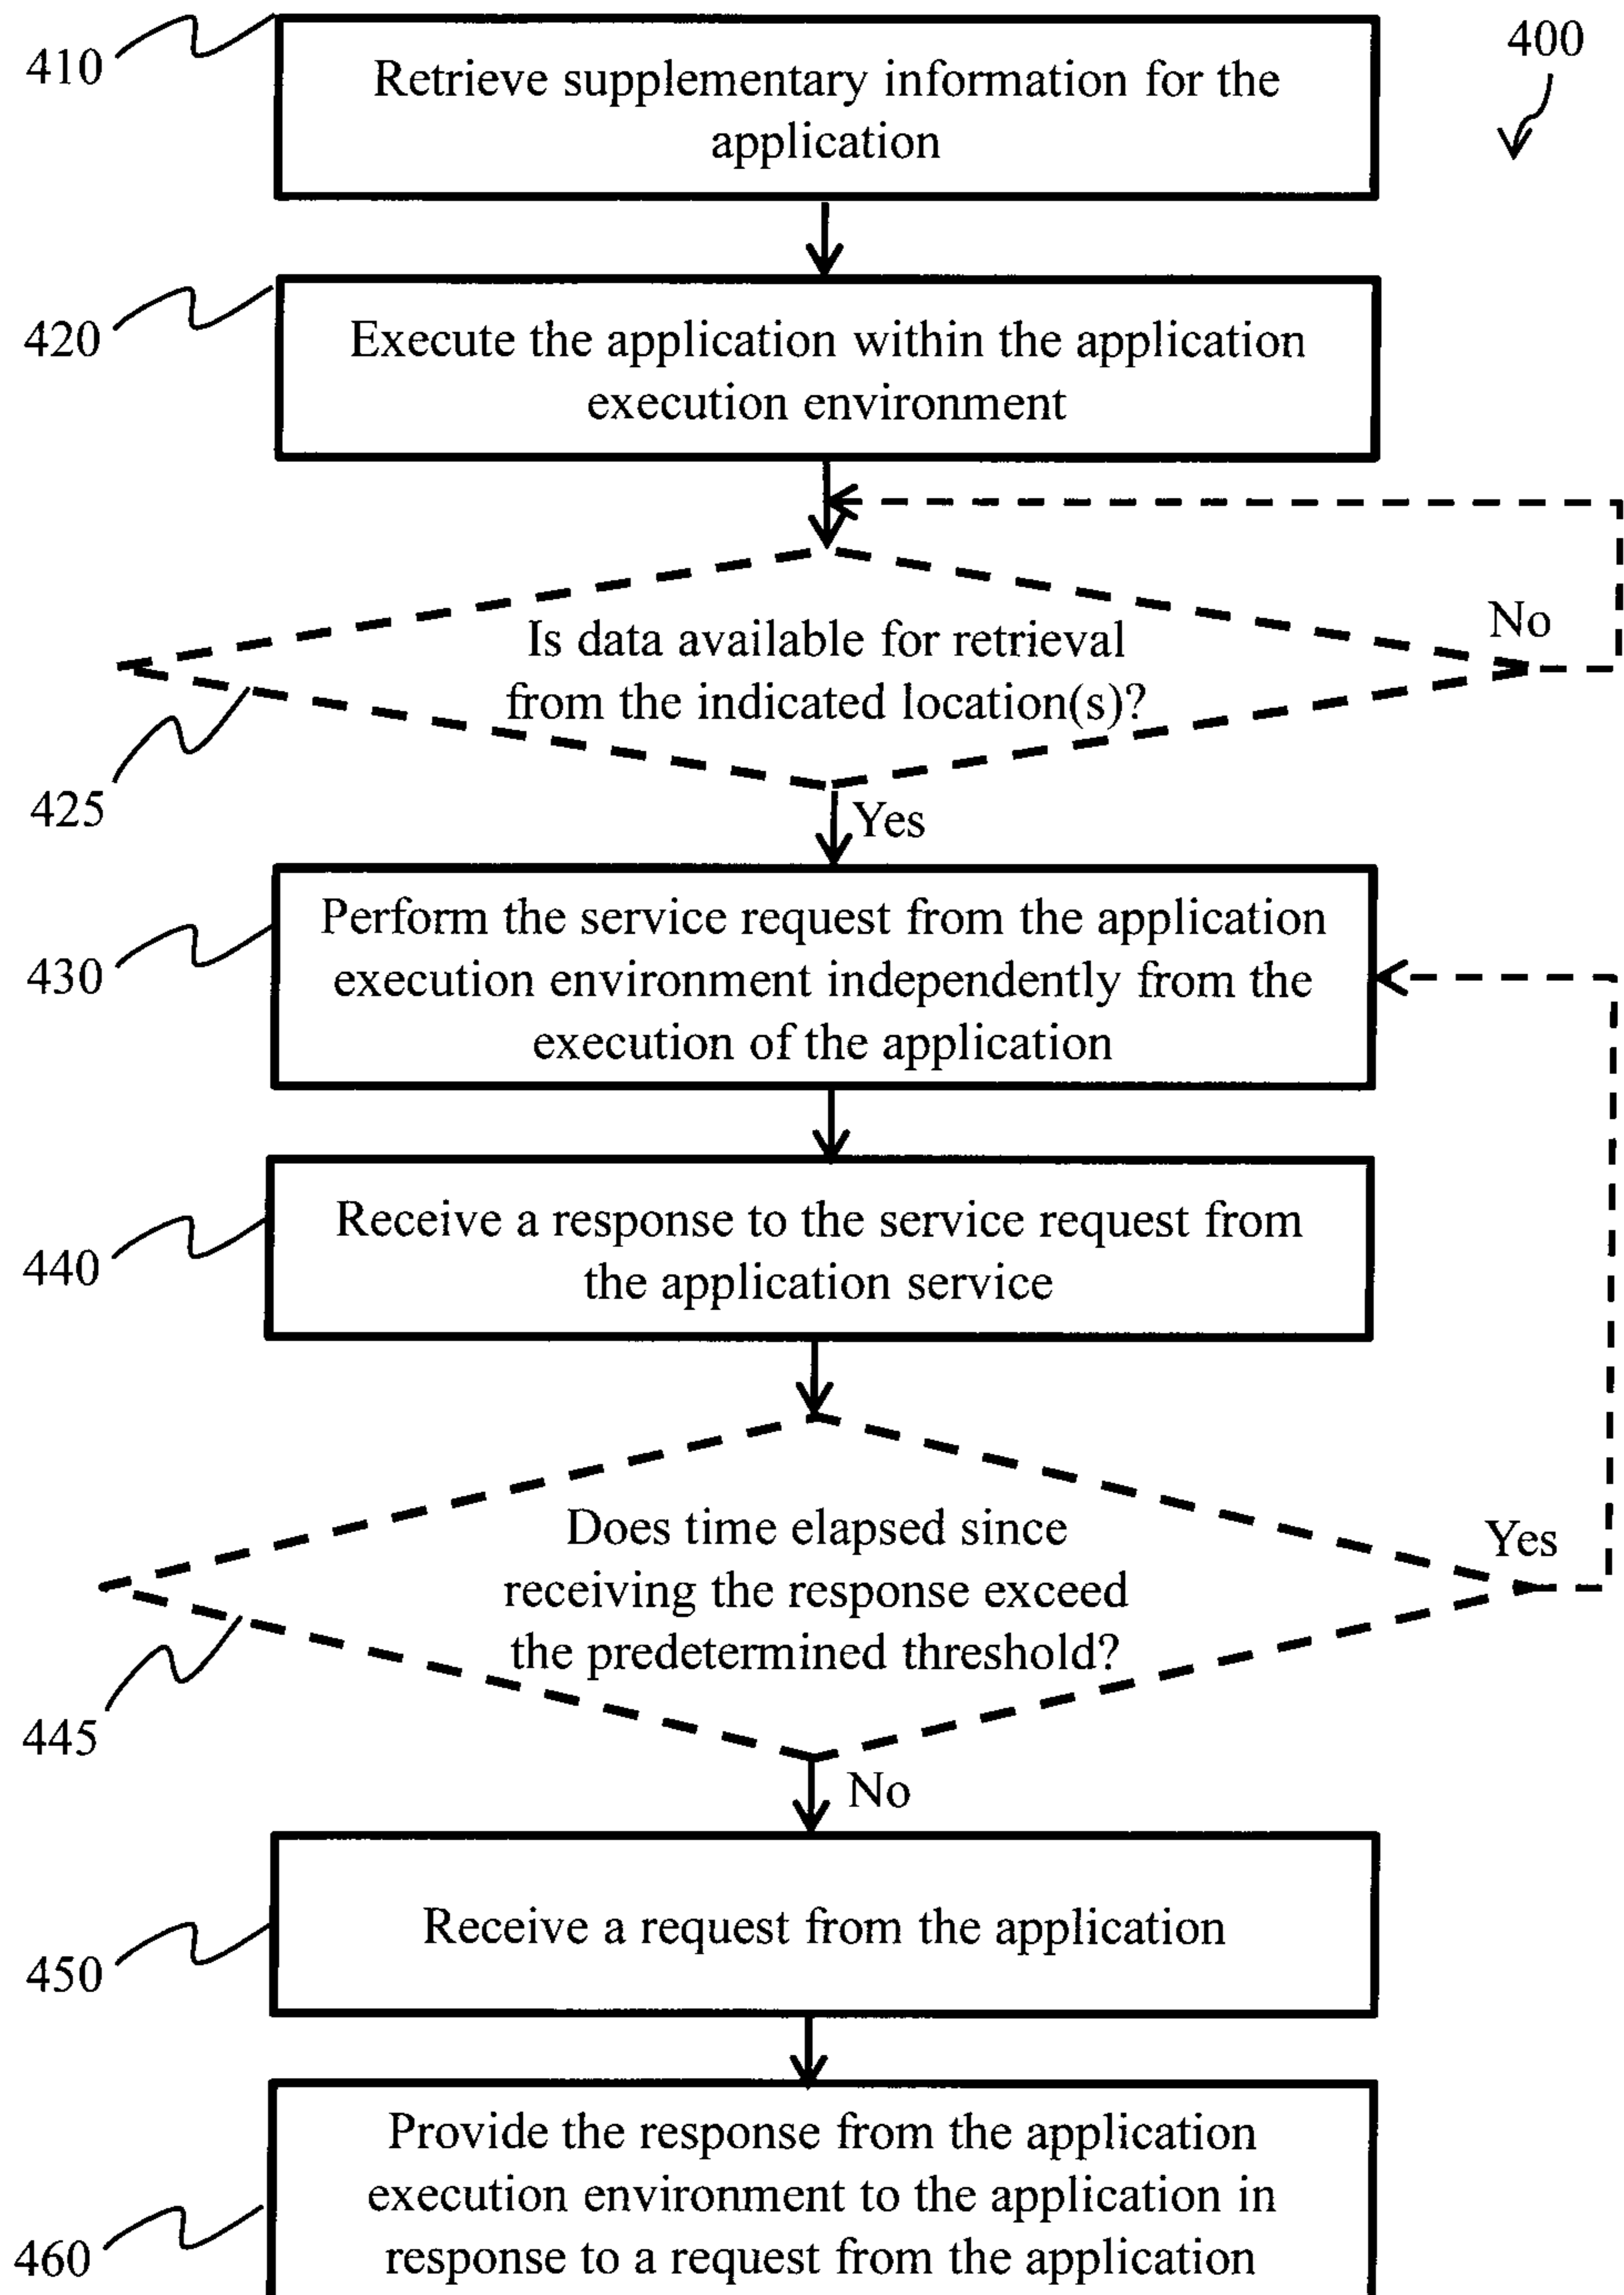 400
410
Retrieve supplementary information for the
application
420
Execute the application within the application
execution environment
No
Is data available for retrieval
from the indicated location(s)?
425
Yes
430
Perform the service request from the application
execution environment independently from the
execution of the application
440
Receive a response to the service request from
the application service
Yes
Does time elapsed since
receiving the response exceed
the predetermined threshold?
445
No
450
Receive a request from the application
460
Provide the response from the application
execution environment to the application in
response to a request from the application